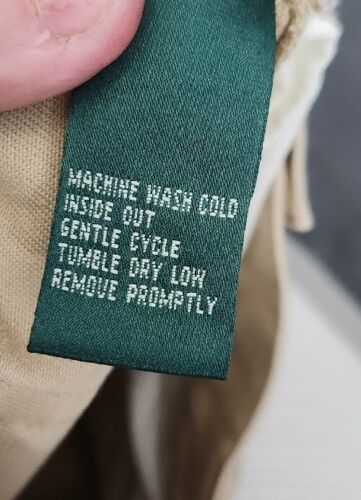 MACHINE WASH COLD
INSIDE OUT
GENTLE CYCLE
TUMBLE DRY LOW
REMOVE PROMPTLY